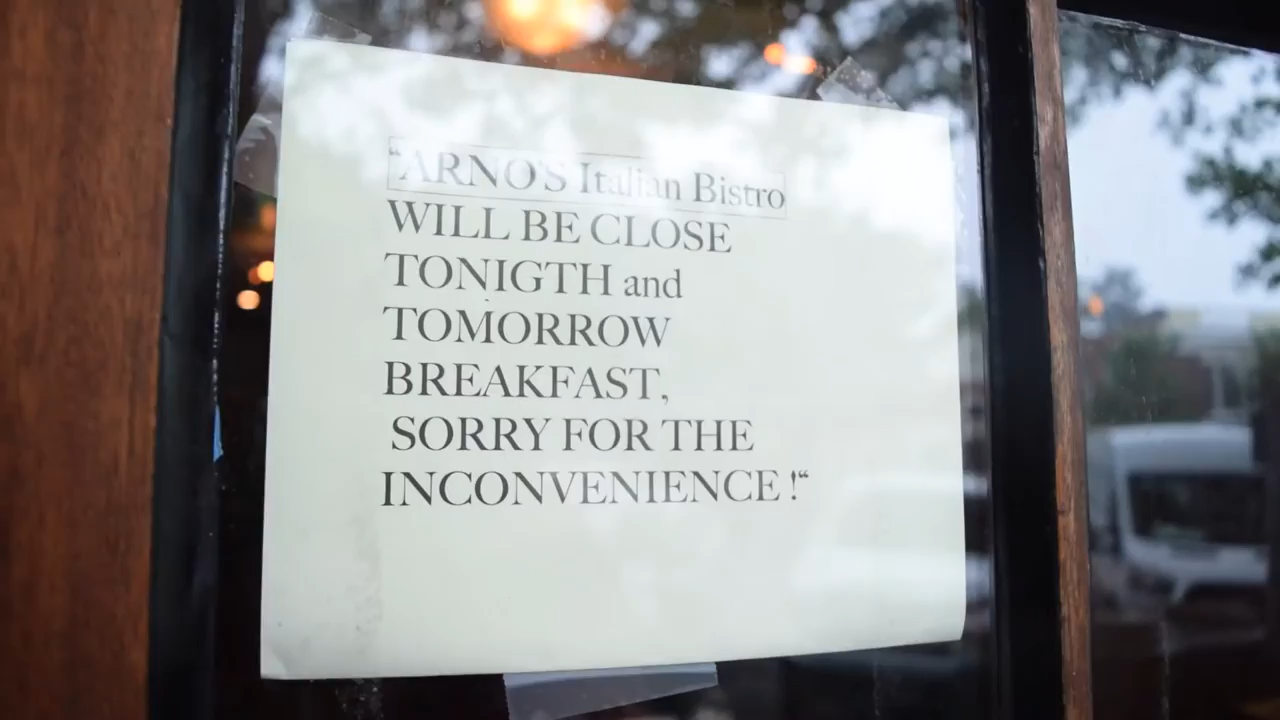 “ARNO'S Italian Bistro
WILL BE CLOSE
TONIGTH and
TOMORROW
BREAKFAST,
SORRY FOR THE
INCONVENIENCE !“